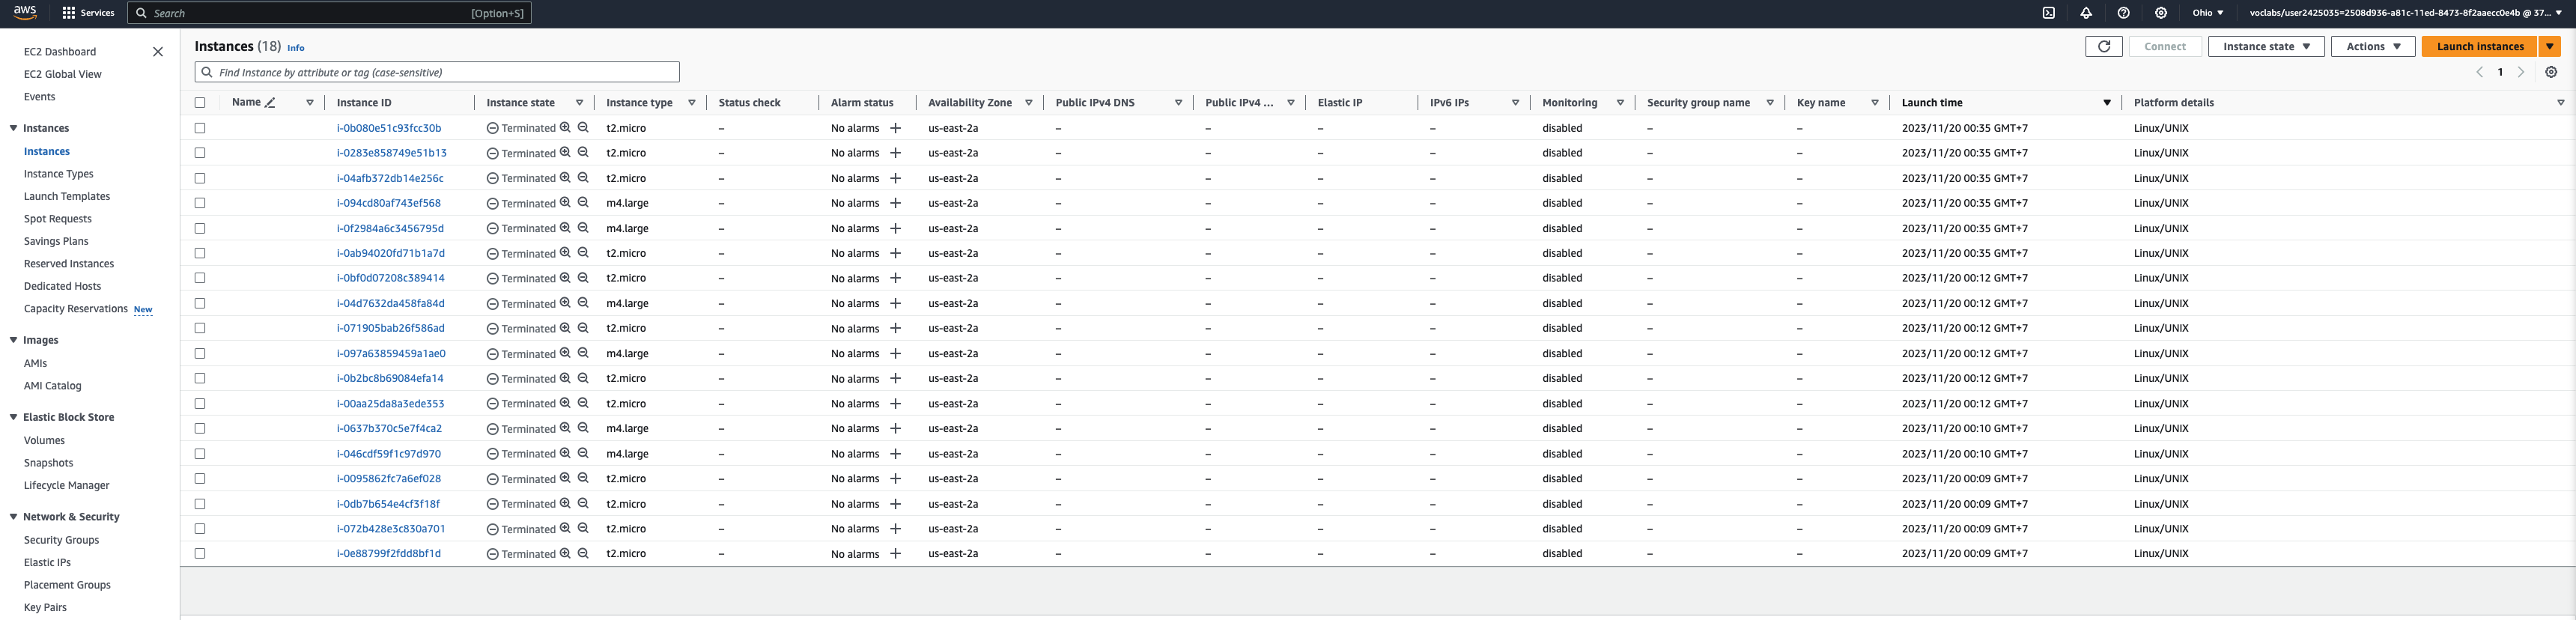 aws Services Search [Option+S] Ohio voclabs/user2425035=2508d936-a81c-11ed-8473-8f2aaecc0e4b @ 37...
EC2 Dashboard
EC2 Global View
Events
Instances
Instances
Instance Types
Launch Templates
Spot Requests
Savings Plans
Reserved Instances
Dedicated Hosts
Capacity Reservations New
Images
AMIs
AMI Catalog
Elastic Block Store
Volumes
Snapshots
Lifecycle Manager
Network & Security
Security Groups
Elastic IPs
Placement Groups
Key Pairs
Instances (18) Info Connect Instance state Actions Launch instances
Find Instance by attribute or tag (case-sensitive) 1
Name Instance ID Instance state Instance type Status check Alarm status Availability Zone Public IPv4 DNS Public IPv4 ... Elastic IP IPv6 IPs Monitoring Security group name Key name Launch time Platform details
i-0b080e51c93fcc30b Terminated t2.micro – No alarms us-east-2a – – – – disabled – – 2023/11/20 00:35 GMT+7 Linux/UNIX
i-0283e858749e51b13 Terminated t2.micro – No alarms us-east-2a – – – – disabled – – 2023/11/20 00:35 GMT+7 Linux/UNIX
i-04afb372db14e256c Terminated t2.micro – No alarms us-east-2a – – – – disabled – – 2023/11/20 00:35 GMT+7 Linux/UNIX
i-094cd80af743ef568 Terminated m4.large – No alarms us-east-2a – – – – disabled – – 2023/11/20 00:35 GMT+7 Linux/UNIX
i-0f2984a6c3456795d Terminated m4.large – No alarms us-east-2a – – – – disabled – – 2023/11/20 00:35 GMT+7 Linux/UNIX
i-0ab94020fd71b1a7d Terminated t2.micro – No alarms us-east-2a – – – – disabled – – 2023/11/20 00:35 GMT+7 Linux/UNIX
i-0bf0d07208c389414 Terminated t2.micro – No alarms us-east-2a – – – – disabled – – 2023/11/20 00:12 GMT+7 Linux/UNIX
i-04d7632da458fa84d Terminated m4.large – No alarms us-east-2a – – – – disabled – – 2023/11/20 00:12 GMT+7 Linux/UNIX
i-071905bab26f586ad Terminated t2.micro – No alarms us-east-2a – – – – disabled – – 2023/11/20 00:12 GMT+7 Linux/UNIX
i-097a63859459a1ae0 Terminated m4.large – No alarms us-east-2a – – – – disabled – – 2023/11/20 00:12 GMT+7 Linux/UNIX
i-0b2bc8b69084efa14 Terminated t2.micro – No alarms us-east-2a – – – – disabled – – 2023/11/20 00:12 GMT+7 Linux/UNIX
i-00aa25da8a3ede353 Terminated t2.micro – No alarms us-east-2a – – – – disabled – – 2023/11/20 00:12 GMT+7 Linux/UNIX
i-0637b370c5e7f4ca2 Terminated m4.large – No alarms us-east-2a – – – – disabled – – 2023/11/20 00:10 GMT+7 Linux/UNIX
i-046cdf59f1c97d970 Terminated m4.large – No alarms us-east-2a – – – – disabled – – 2023/11/20 00:10 GMT+7 Linux/UNIX
i-0095862fc7a6ef028 Terminated t2.micro – No alarms us-east-2a – – – – disabled – – 2023/11/20 00:09 GMT+7 Linux/UNIX
i-0db7b654e4cf3f18f Terminated t2.micro – No alarms us-east-2a – – – – disabled – – 2023/11/20 00:09 GMT+7 Linux/UNIX
i-072b428e3c830a701 Terminated t2.micro – No alarms us-east-2a – – – – disabled – – 2023/11/20 00:09 GMT+7 Linux/UNIX
i-0e88799f2fdd8bf1d Terminated t2.micro – No alarms us-east-2a – – – – disabled – – 2023/11/20 00:09 GMT+7 Linux/UNIX